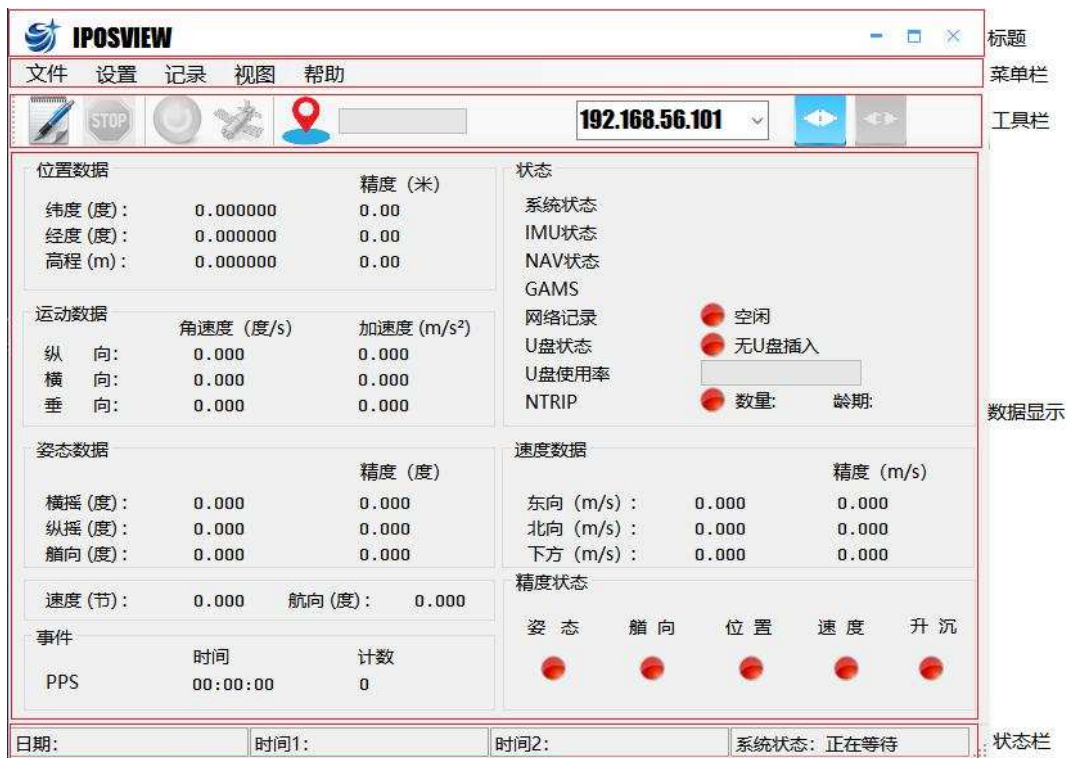 IPOSVIEW
标题
文件 设置 记录 视图 帮助
菜单栏
STOP
192.168.56.101
工具栏
位置数据
精度（米）
纬度 (度)： 0.000000 0.00
经度 (度)： 0.000000 0.00
高程 (m)： 0.000000 0.00
运动数据
角速度（度/s） 加速度 (m/s²)
纵 向： 0.000 0.000
横 向： 0.000 0.000
垂 向： 0.000 0.000
姿态数据
精度（度）
横摇 (度)： 0.000 0.000
纵摇 (度)： 0.000 0.000
艏向 (度)： 0.000 0.000
速度 (节)： 0.000 航向 (度)： 0.000
事件
时间 计数
PPS 00:00:00 0
状态
系统状态
IMU状态
NAV状态
GAMS
网络记录 空闲
U盘状态 无U盘插入
U盘使用率
NTRIP 数量: 龄期:
速度数据
精度（m/s）
东向（m/s）： 0.000 0.000
北向（m/s）： 0.000 0.000
下方（m/s）： 0.000 0.000
精度状态
姿 态 艏 向 位 置 速 度 升 沉
数据显示
日期: 时间1: 时间2: 系统状态：正在等待
状态栏